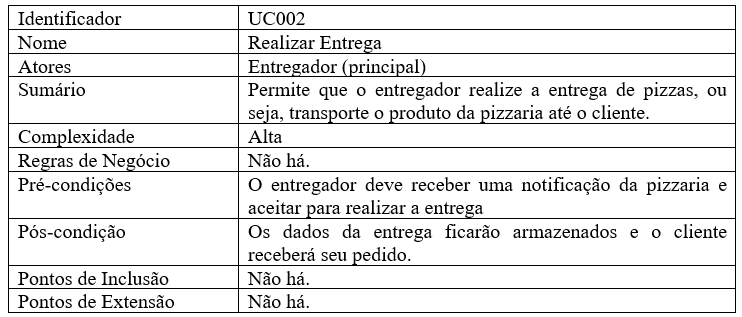 Identificador UC002
Nome Realizar Entrega
Atores Entregador (principal)
Sumário Permite que o entregador realize a entrega de pizzas, ou
seja, transporte o produto da pizzaria até o cliente.
Complexidade Alta
Regras de Negócio Não há.
Pré-condições O entregador deve receber uma notificação da pizzaria e
aceitar para realizar a entrega
Pós-condição Os dados da entrega ficarão armazenados e o cliente
receberá seu pedido.
Pontos de Inclusão Não há.
Pontos de Extensão Não há.